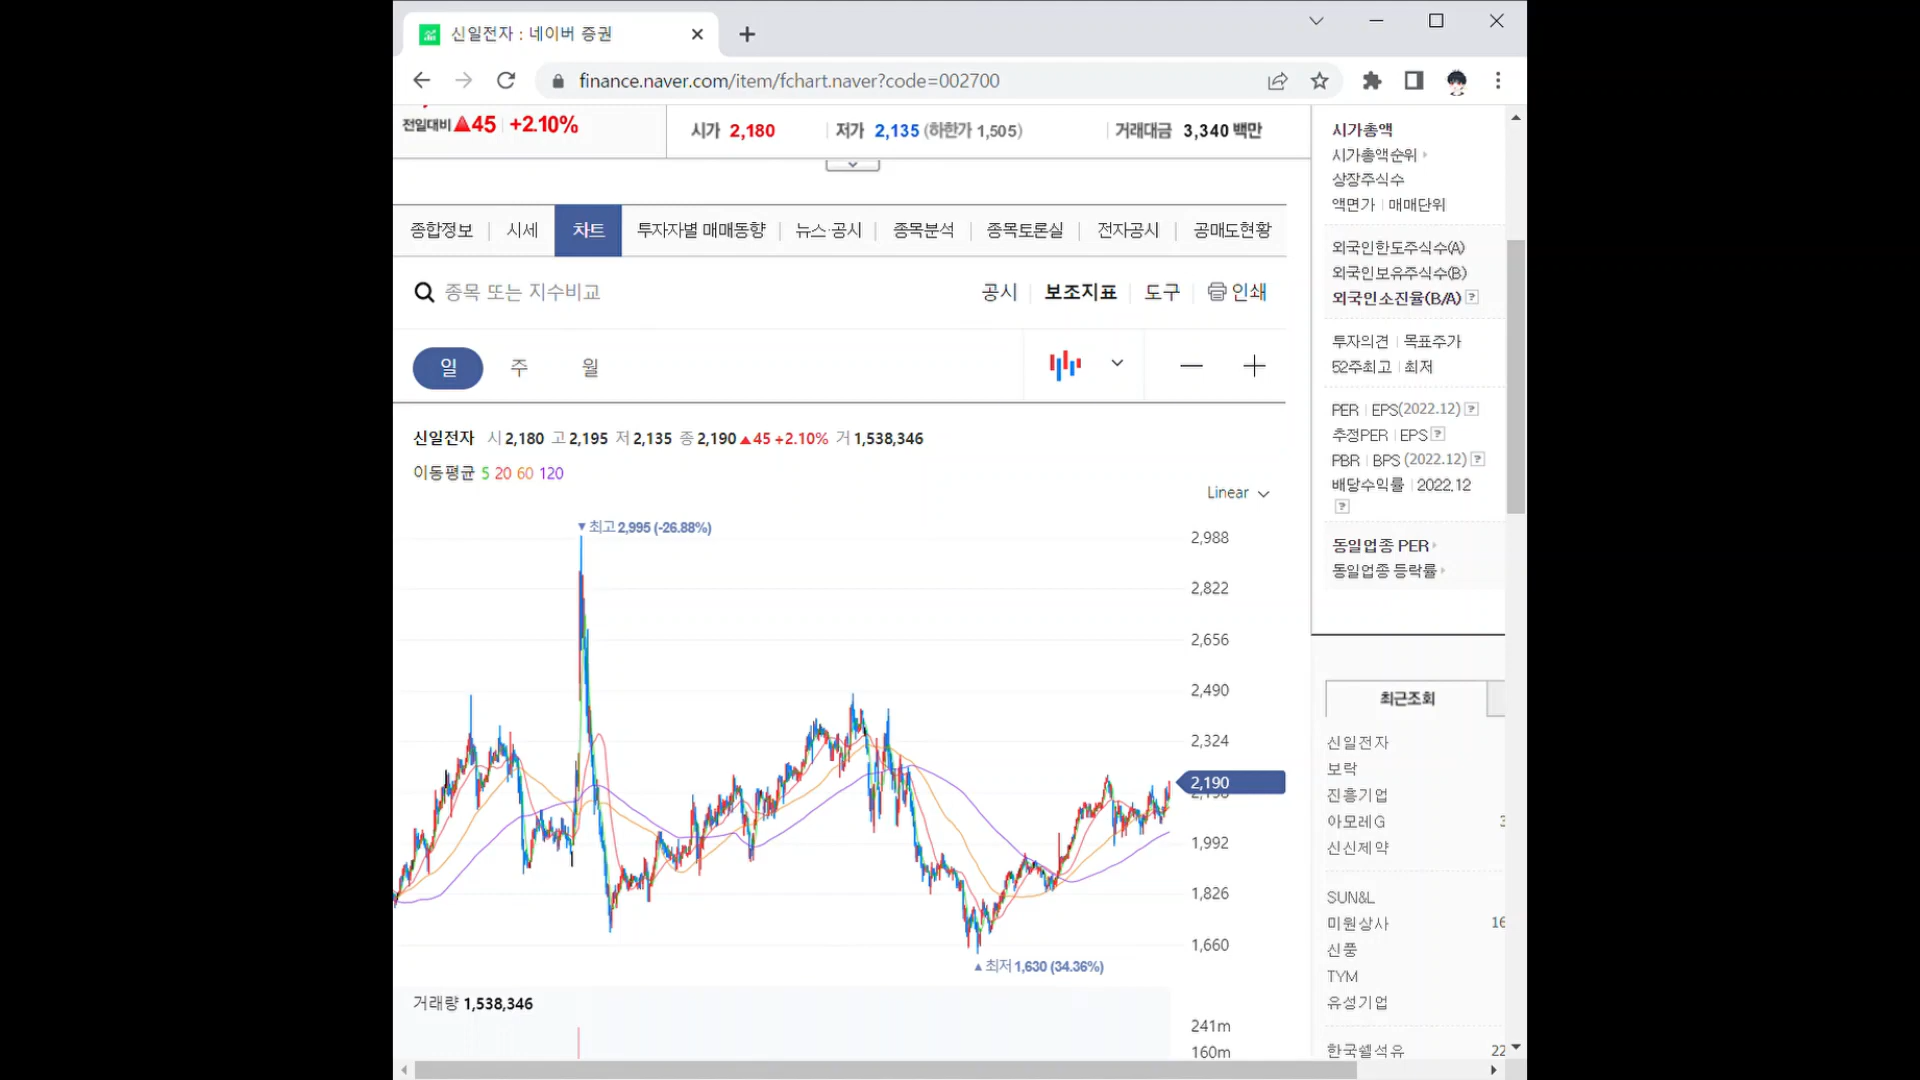 신일전자 : 네이버 증권
finance.naver.com/item/fchart.naver?code=002700
전일대비 ▲45 +2.10%
시가 2,180 저가 2,135 (하한가 1,505) 거래대금 3,340 백만
종합정보 시세 차트 투자자별 매매동향 뉴스·공시 종목분석 종목토론실 전자공시 공매도현황
종목 또는 지수비교 공시 보조지표 도구 인쇄
일 주 월
신일전자 시 2,180 고 2,195 저 2,135 종 2,190 ▲45 +2.10% 거 1,538,346
이동평균 5 20 60 120
Linear
▼최고 2,995 (-26.88%)
2,988
2,822
2,656
2,490
2,324
2,190
1,992
1,826
1,660
▲최저 1,630 (34.36%)
거래량 1,538,346
241m
160m
시가총액
시가총액순위
상장주식수
액면가 매매단위
외국인한도주식수(A)
외국인보유주식수(B)
외국인소진율(B/A) ?
투자의견 목표주가
52주최고 최저
PER EPS(2022.12) ?
추정PER EPS ?
PBR BPS (2022.12) ?
배당수익률 2022.12
?
동일업종 PER
동일업종 등락률
최근조회
신일전자
보락
진흥기업
아모레G 3
신신제약
SUN&L
미원상사 16
신풍
TYM
유성기업
한국쉘석유 22